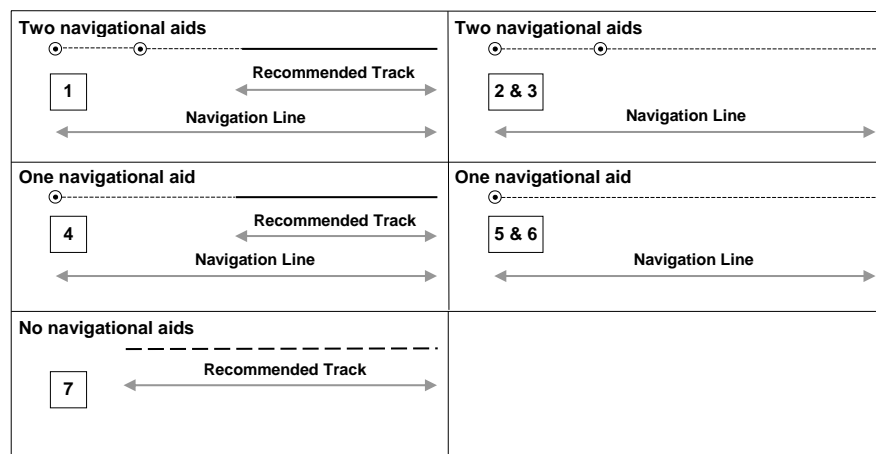 Two navigational aids
Recommended Track
1
Navigation Line
Two navigational aids
2 & 3
Navigation Line
One navigational aid
Recommended Track
4
Navigation Line
One navigational aid
5 & 6
Navigation Line
No navigational aids
Recommended Track
7